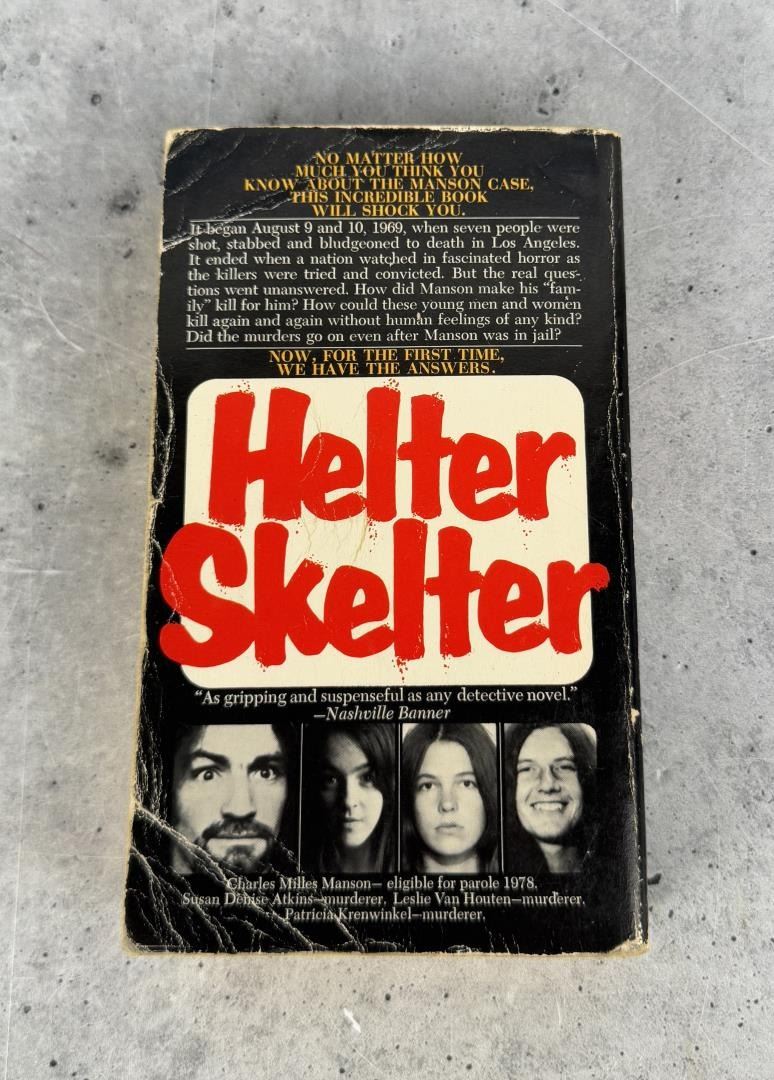 NO MATTER HOW
MUCH YOU THINK YOU
KNOW ABOUT THE MANSON CASE,
THIS INCREDIBLE BOOK
WILL SHOCK YOU.
It began August 9 and 10, 1969, when seven people were
shot, stabbed and bludgeoned to death in Los Angeles.
It ended when a nation watched in fascinated horror as
the killers were tried and convicted. But the real ques-
tions went unanswered. How did Manson make his “fam-
ily” kill for him? How could these young men and women
kill again and again without human feelings of any kind?
Did the murders go on even after Manson was in jail?
NOW, FOR THE FIRST TIME,
WE HAVE THE ANSWERS.
Helter
Skelter
“As gripping and suspenseful as any detective novel.”
—Nashville Banner
Charles Milles Manson— eligible for parole 1978.
Susan Denise Atkins—murderer. Leslie Van Houten—murderer.
Patricia Krenwinkel—murderer.